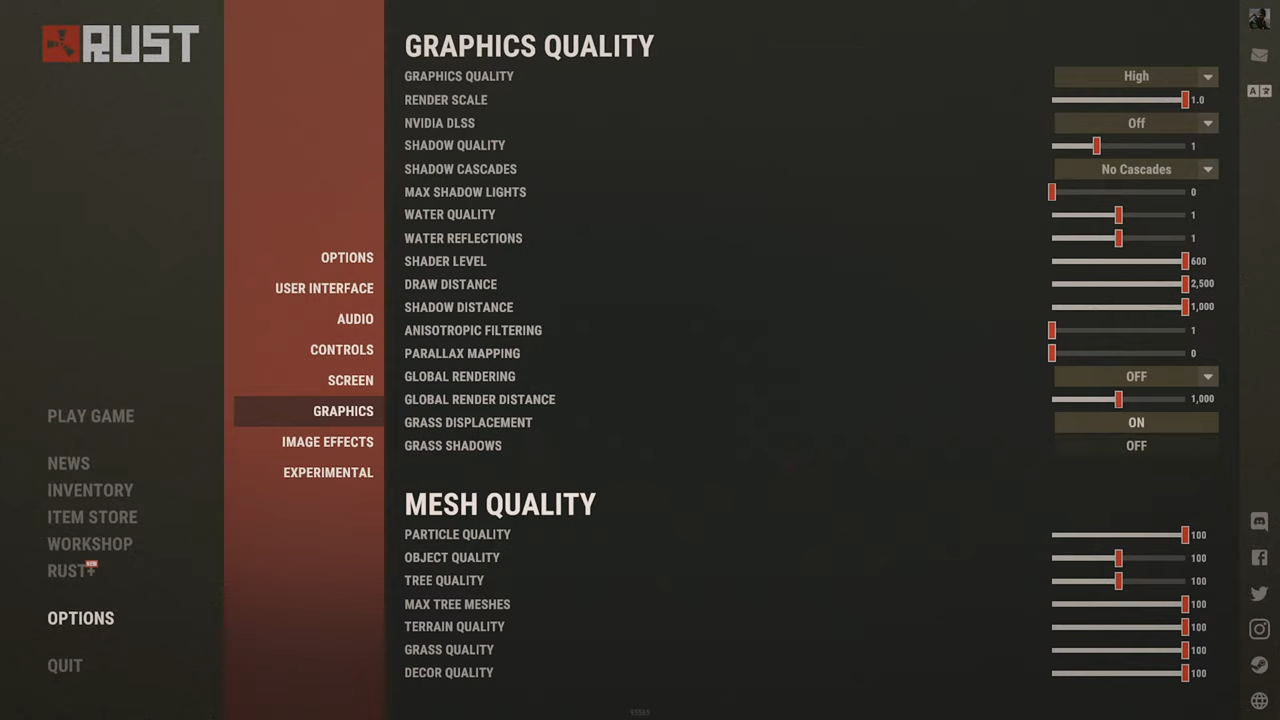 RUST
PLAY GAME
NEWS
INVENTORY
ITEM STORE
WORKSHOP
RUST+ NEW
OPTIONS
QUIT
OPTIONS
USER INTERFACE
AUDIO
CONTROLS
SCREEN
GRAPHICS
IMAGE EFFECTS
EXPERIMENTAL
GRAPHICS QUALITY
GRAPHICS QUALITY High
RENDER SCALE 1.0
NVIDIA DLSS Off
SHADOW QUALITY 1
SHADOW CASCADES No Cascades
MAX SHADOW LIGHTS 0
WATER QUALITY 1
WATER REFLECTIONS 1
SHADER LEVEL 600
DRAW DISTANCE 2,500
SHADOW DISTANCE 1,000
ANISOTROPIC FILTERING 1
PARALLAX MAPPING 0
GLOBAL RENDERING OFF
GLOBAL RENDER DISTANCE 1,000
GRASS DISPLACEMENT ON
GRASS SHADOWS OFF
MESH QUALITY
PARTICLE QUALITY 100
OBJECT QUALITY 100
TREE QUALITY 100
MAX TREE MESHES 100
TERRAIN QUALITY 100
GRASS QUALITY 100
DECOR QUALITY 100